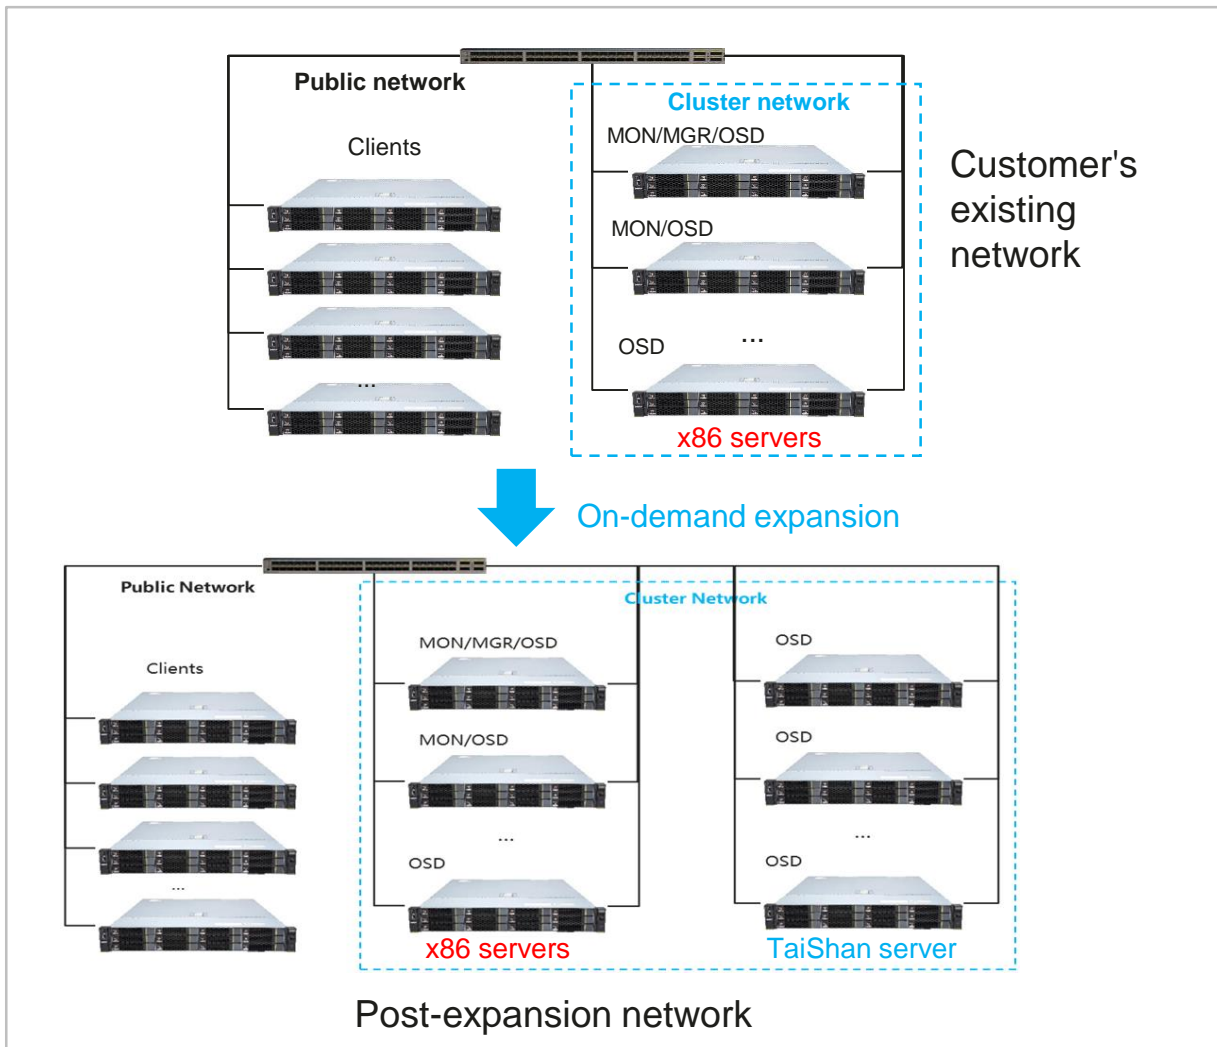 Public network
Cluster network
Clients
MON/MGR/OSD
MON/OSD
...
OSD
...
x86 servers
Customer's
existing
network
On-demand expansion
Public Network
Cluster Network
Clients
...
MON/MGR/OSD
MON/OSD
...
OSD
x86 servers
OSD
OSD
...
OSD
TaiShan server
Post-expansion network